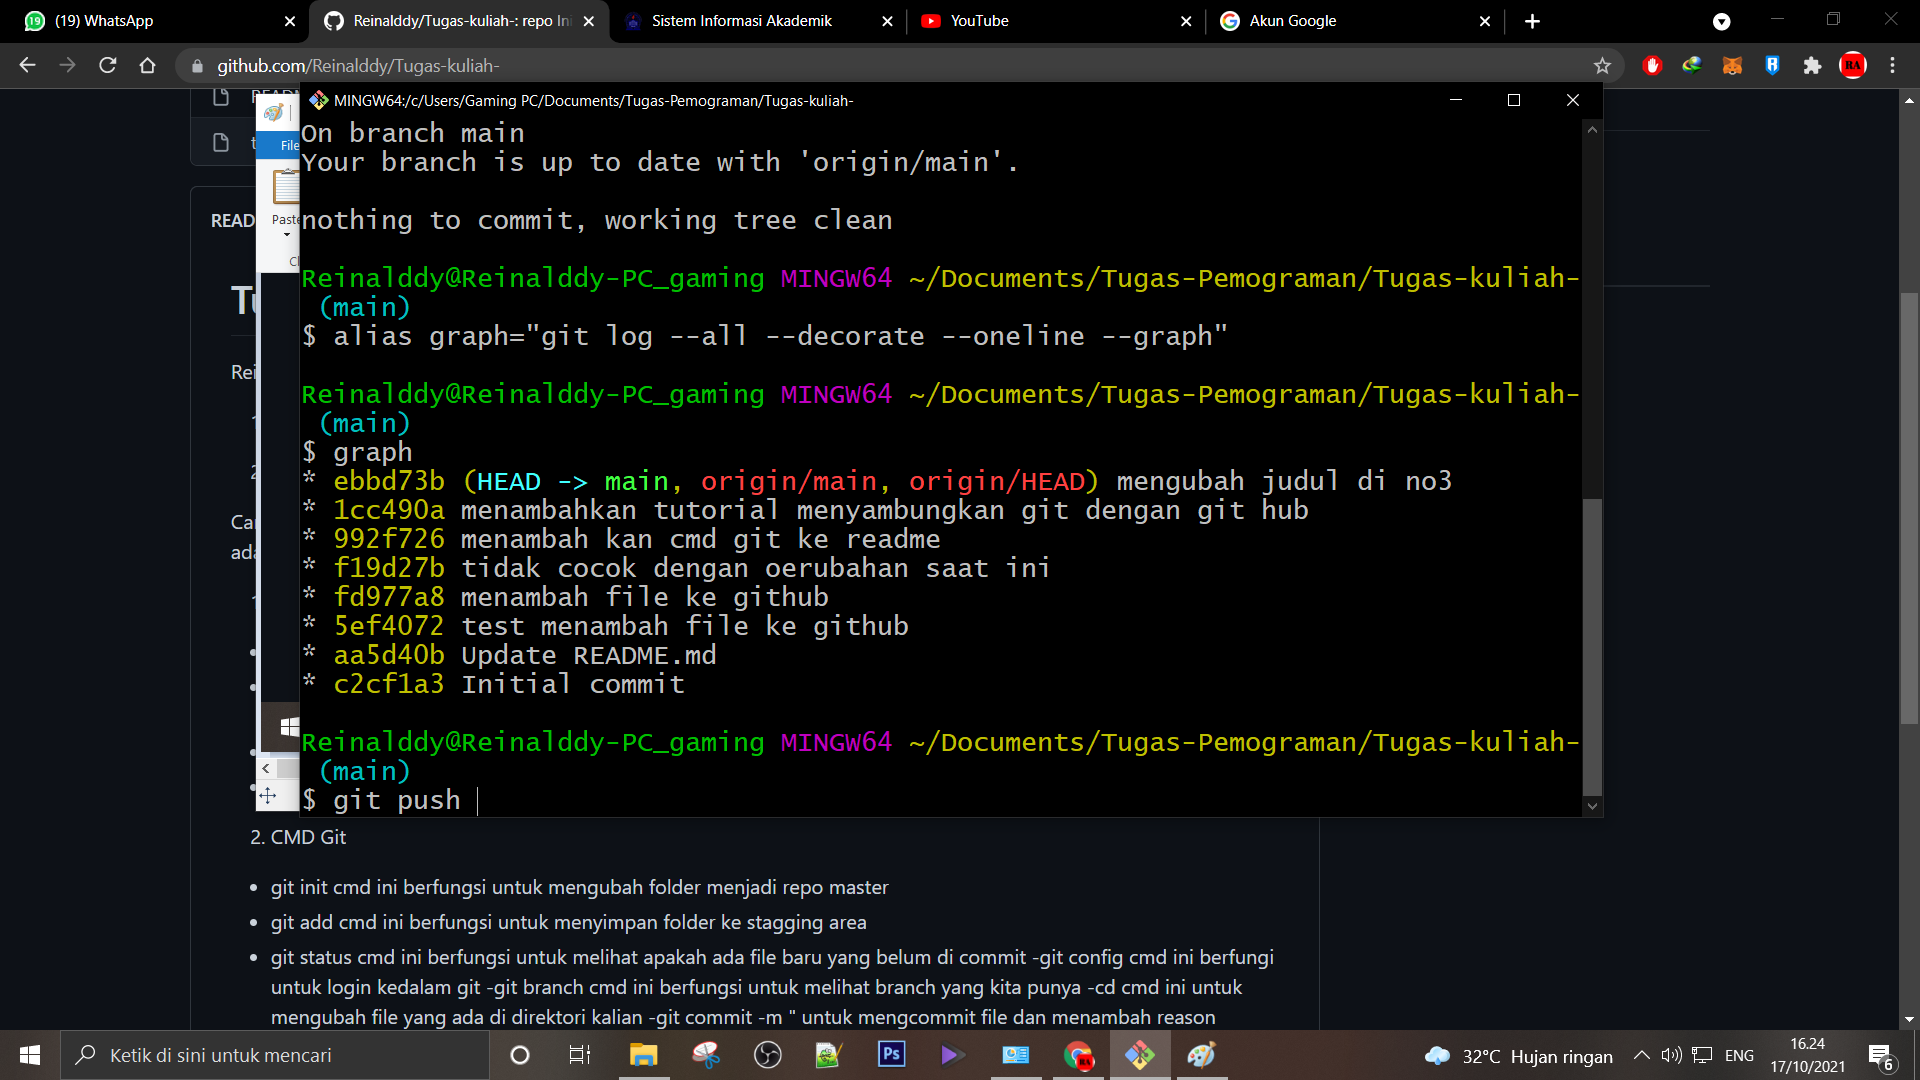 (19) WhatsApp
Reinalddy/Tugas-kuliah-: repo Ini
Sistem Informasi Akademik
YouTube
Akun Google
github.com/Reinalddy/Tugas-kuliah-
MINGW64:/c/Users/Gaming PC/Documents/Tugas-Pemograman/Tugas-kuliah-
File
Paste
READ
Tu
Rei
Car
ada
On branch main
Your branch is up to date with 'origin/main'.
nothing to commit, working tree clean
Reinalddy@Reinalddy-PC_gaming MINGW64 ~/Documents/Tugas-Pemograman/Tugas-kuliah-
(main)
$ alias graph="git log --all --decorate --oneline --graph"
Reinalddy@Reinalddy-PC_gaming MINGW64 ~/Documents/Tugas-Pemograman/Tugas-kuliah-
(main)
$ graph
* ebbd73b (HEAD -> main, origin/main, origin/HEAD) mengubah judul di no3
* 1cc490a menambahkan tutorial menyambungkan git dengan git hub
* 992f726 menambah kan cmd git ke readme
* f19d27b tidak cocok dengan oerubahan saat ini
* fd977a8 menambah file ke github
* 5ef4072 test menambah file ke github
* aa5d40b Update README.md
* c2cf1a3 Initial commit
Reinalddy@Reinalddy-PC_gaming MINGW64 ~/Documents/Tugas-Pemograman/Tugas-kuliah-
(main)
$ git push
2. CMD Git
• git init cmd ini berfungsi untuk mengubah folder menjadi repo master
• git add cmd ini berfungsi untuk menyimpan folder ke stagging area
• git status cmd ini berfungsi untuk melihat apakah ada file baru yang belum di commit -git config cmd ini berfungi
untuk login kedalam git -git branch cmd ini berfungsi untuk melihat branch yang kita punya -cd cmd ini untuk
mengubah file yang ada di direktori kalian -git commit -m " untuk mengcommit file dan menambah reason
Ketik di sini untuk mencari
Ps
32°C Hujan ringan
ENG
16.24
17/10/2021
6